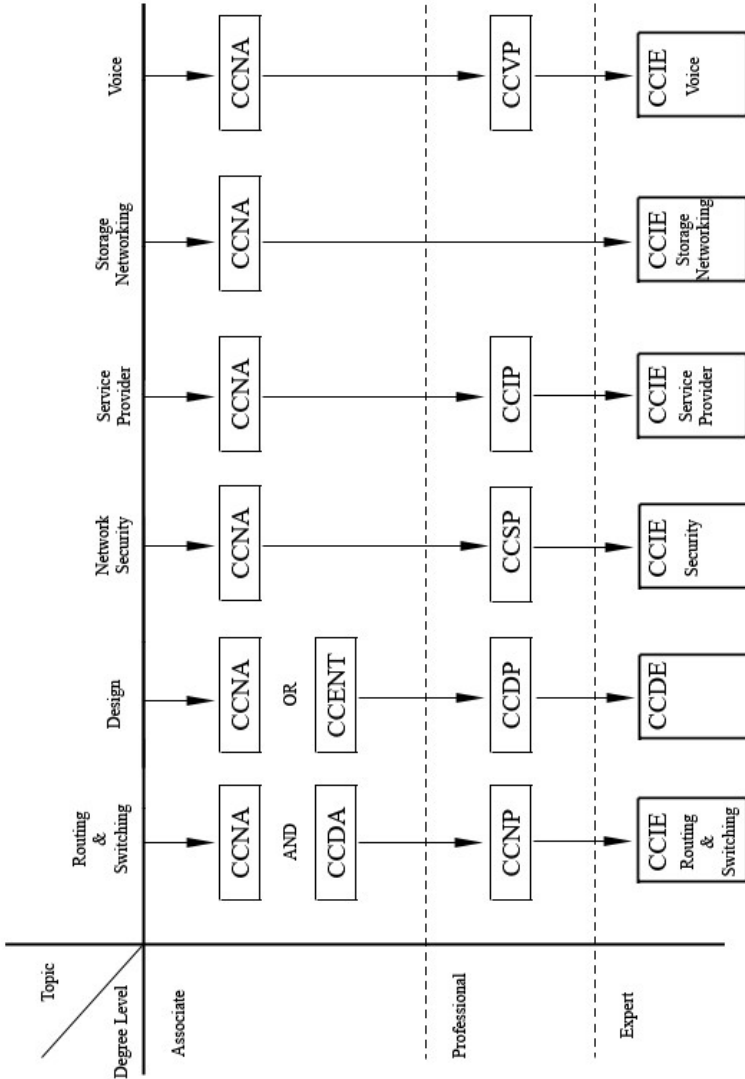 Topic
Degree Level
Routing
&
Switching
Design
Network
Security
Service
Provider
Storage
Networking
Voice
Associate
CCNA
AND
CCDA
CCNA
OR
CCENT
CCNA
CCNA
CCNA
CCNA
Professional
CCNP
CCDP
CCSP
CCIP
CCVP
Expert
CCIE
Routing
&
Switching
CCDE
CCIE
Security
CCIE
Service
Provider
CCIE
Storage
Networking
CCIE
Voice